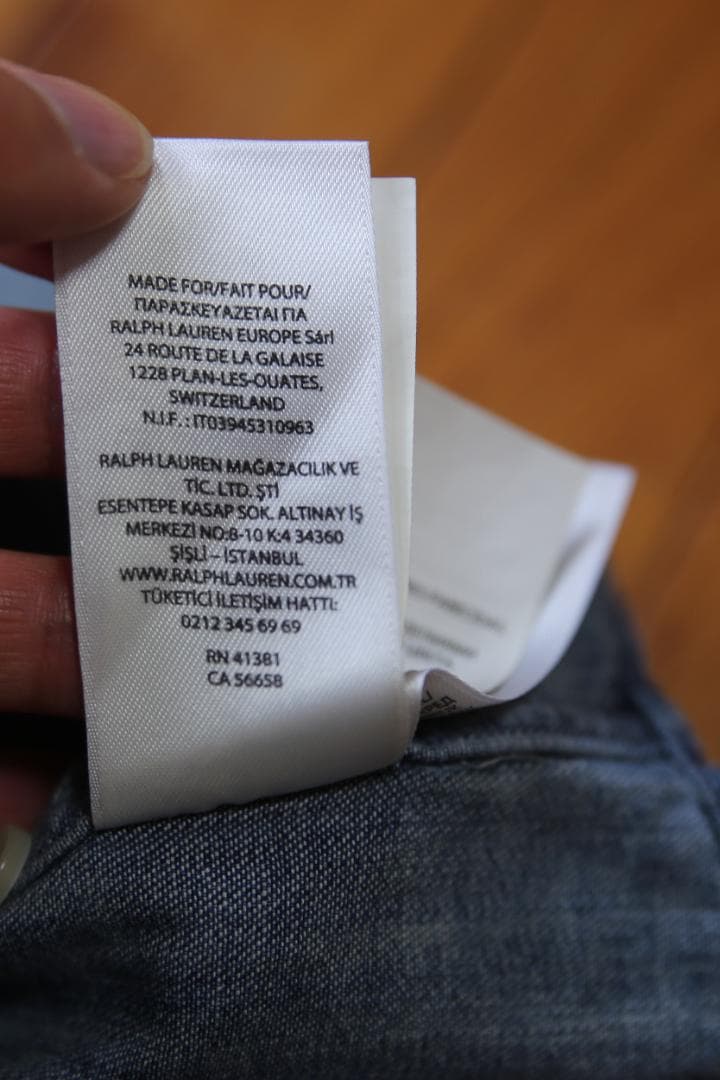 MADE FOR/FAIT POUR/
ΠΑΡΑΣΚΕΥΑΖΕΤΑΙ ΓΙΑ
RALPH LAUREN EUROPE Sárl
24 ROUTE DE LA GALAISE
1228 PLAN-LES-OUATES,
SWITZERLAND
N.I.F. : IT03945310963
RALPH LAUREN MAĞAZACILIK VE
TİC. LTD. ŞTİ
ESENTEPE KASAP SOK. ALTINAY İŞ
MERKEZİ NO:8-10 K:4 34360
ŞİŞLİ – İSTANBUL
WWW.RALPHLAUREN.COM.TR
TÜKETİCİ İLETİŞİM HATTI:
0212 345 69 69
RN 41381
CA 56658